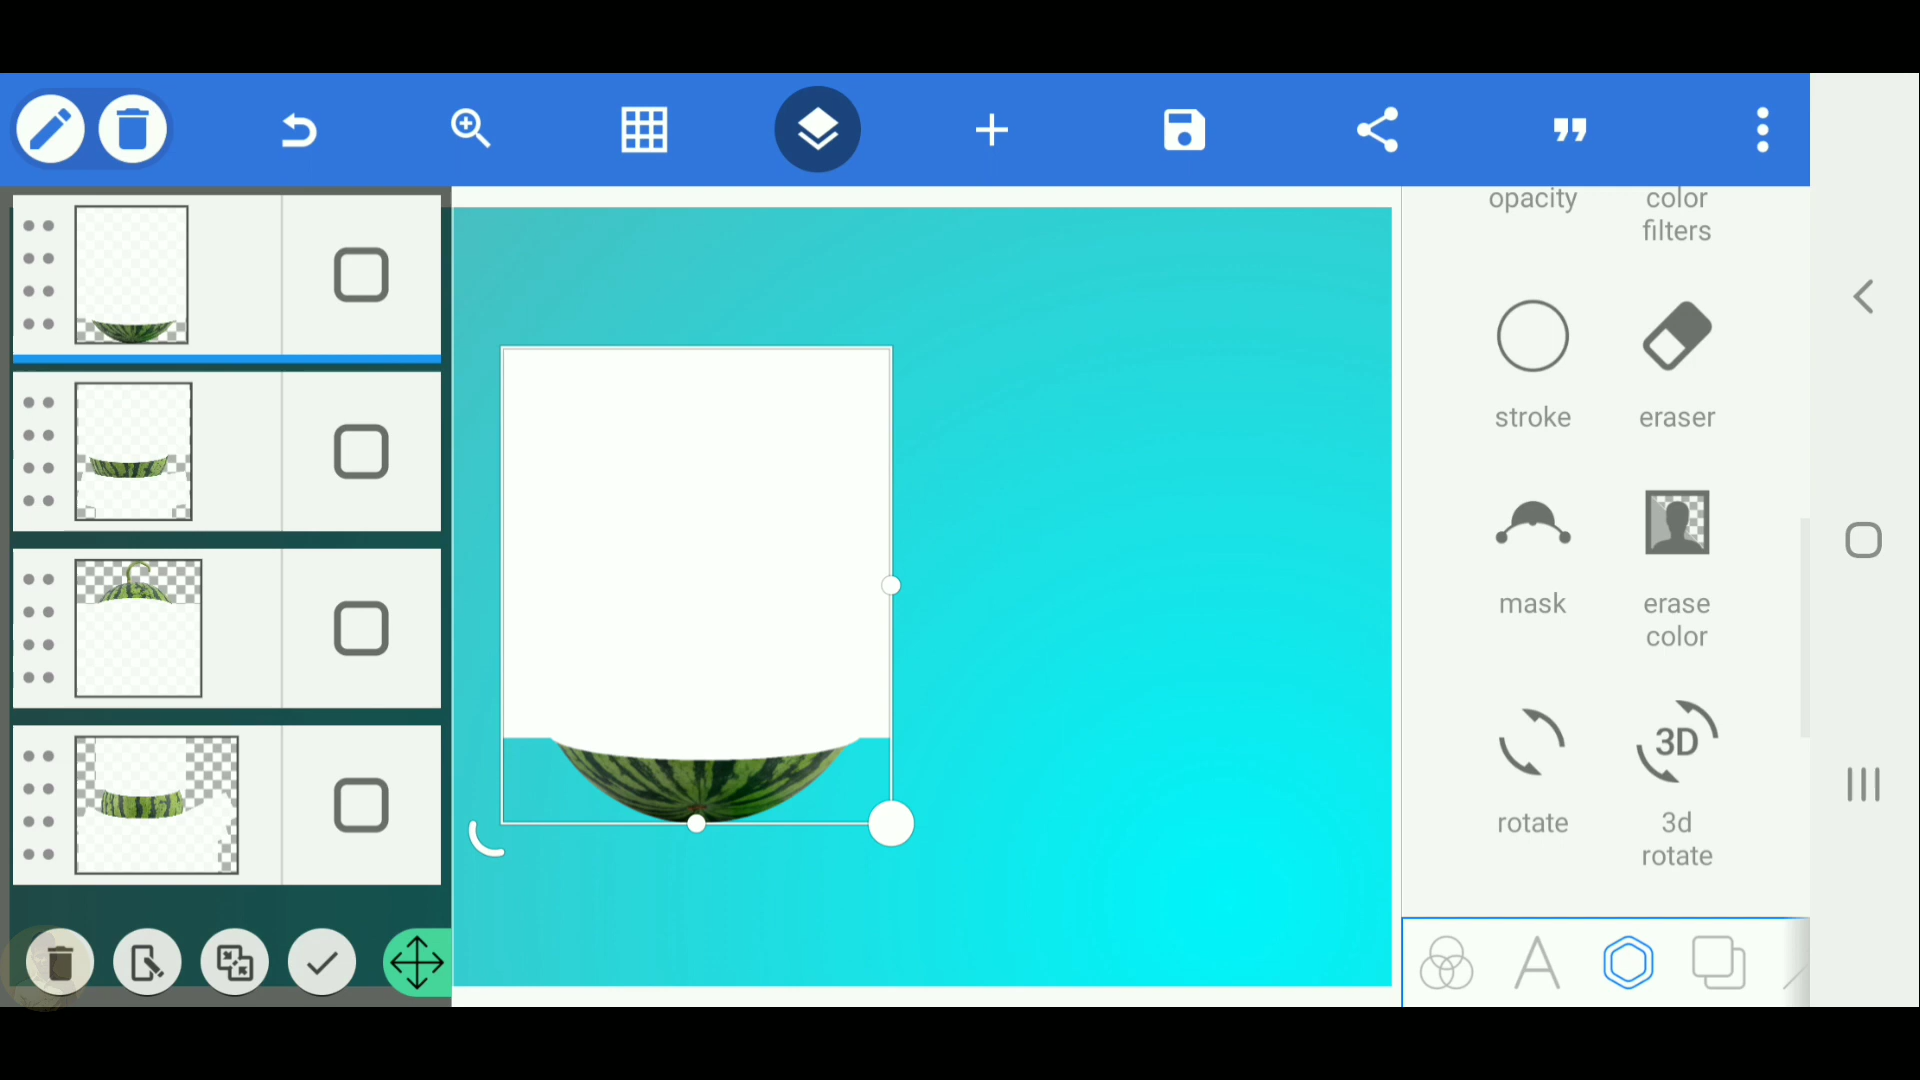 opacity
color
filters
stroke
eraser
mask
erase
color
3D
rotate
3d
rotate